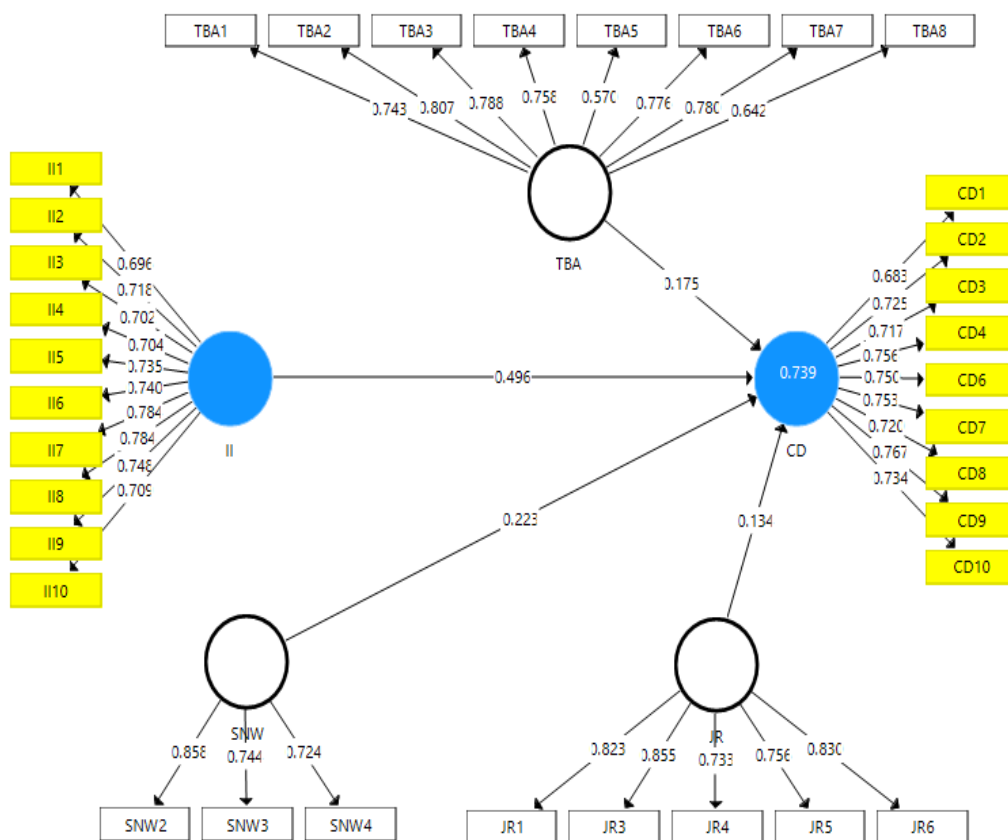 TBA1 TBA2 TBA3 TBA4 TBA5 TBA6 TBA7 TBA8
0.743 0.807 0.788 0.758 0.570 0.776 0.780 0.642
TBA
0.175
II1
II2
II3
II4
II5
II6
II7
II8
II9
II10
0.696
0.718
0.702
0.704
0.735
0.740
0.784
0.784
0.748
0.709
II
0.496
0.739
CD
0.683
0.725
0.717
0.756
0.750
0.753
0.720
0.767
0.734
CD1
CD2
CD3
CD4
CD6
CD7
CD8
CD9
CD10
0.223
0.134
SNW
0.858 0.744 0.724
SNW2 SNW3 SNW4
JR
0.823 0.855 0.733 0.756 0.830
JR1 JR3 JR4 JR5 JR6